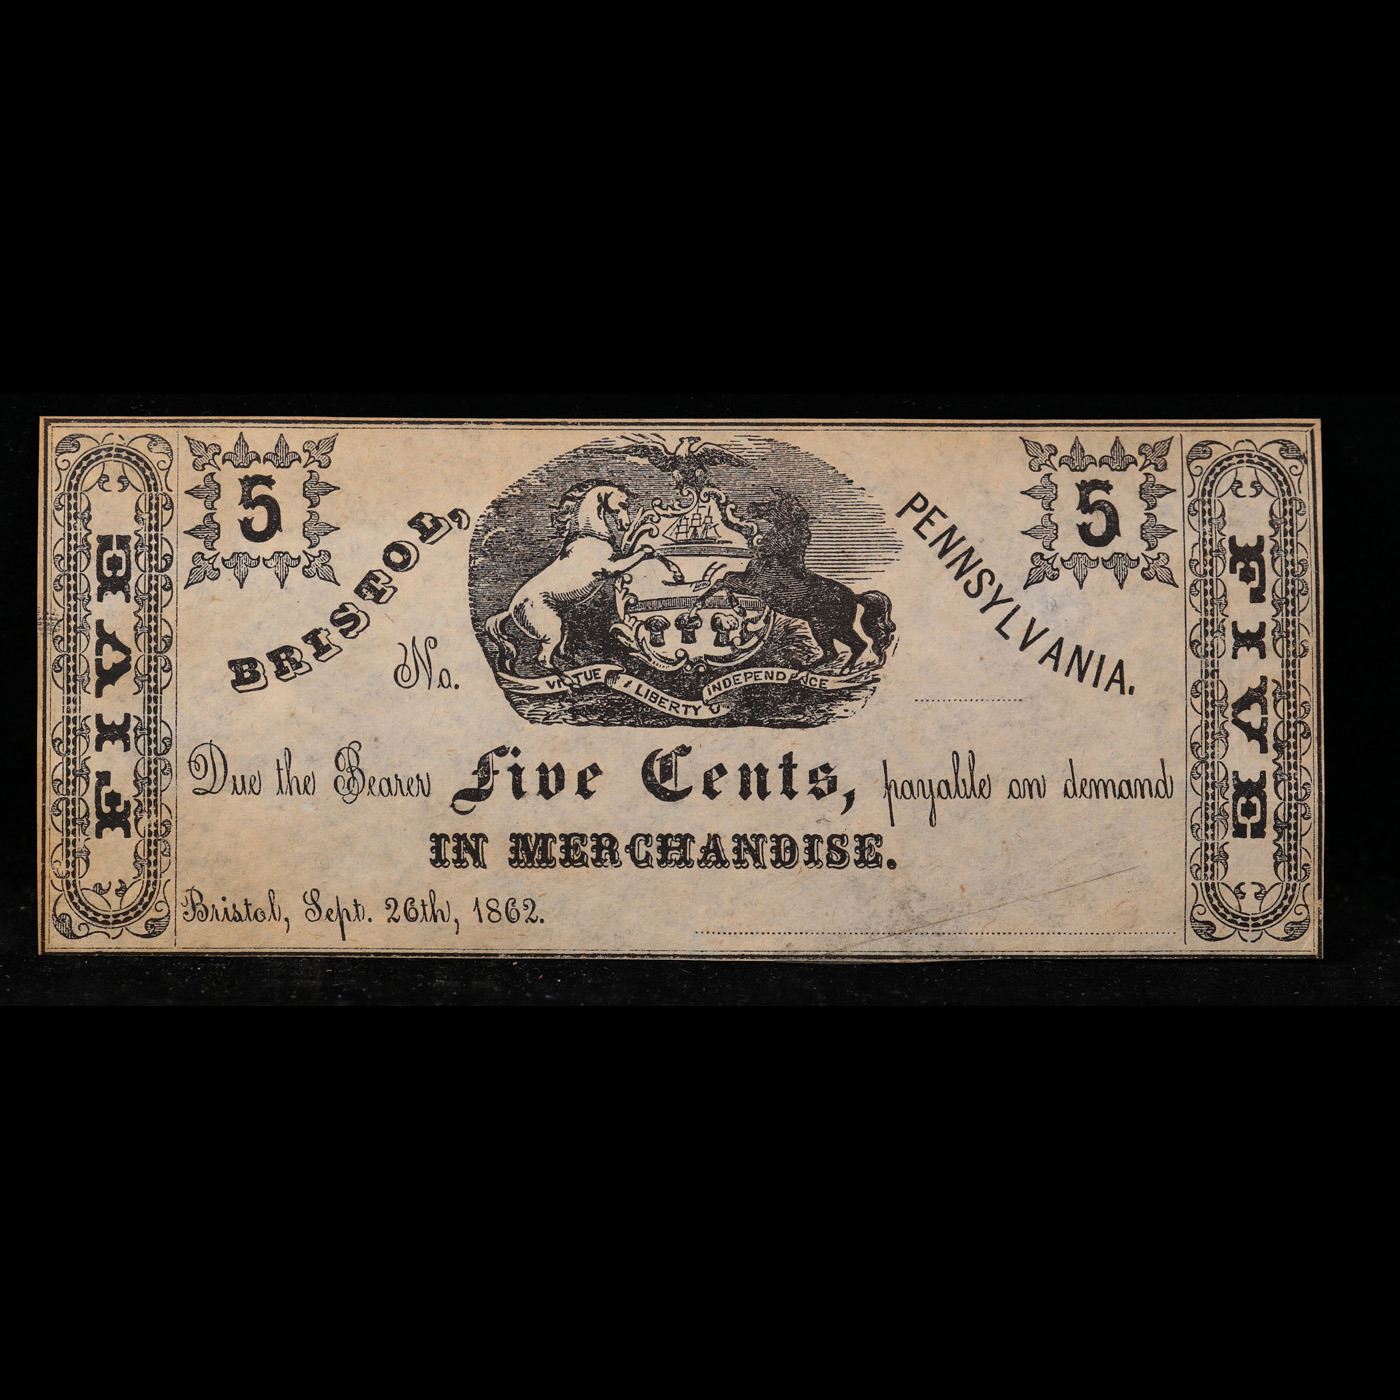 5
5
BRISTOL,
PENNSYLVANIA.
FIVE
FIVE
No.
VIRTUE LIBERTY INDEPENDENCE
Due the Bearer Five Cents, payable on demand
IN MERCHANDISE.
Bristol, Sept. 26th, 1862.